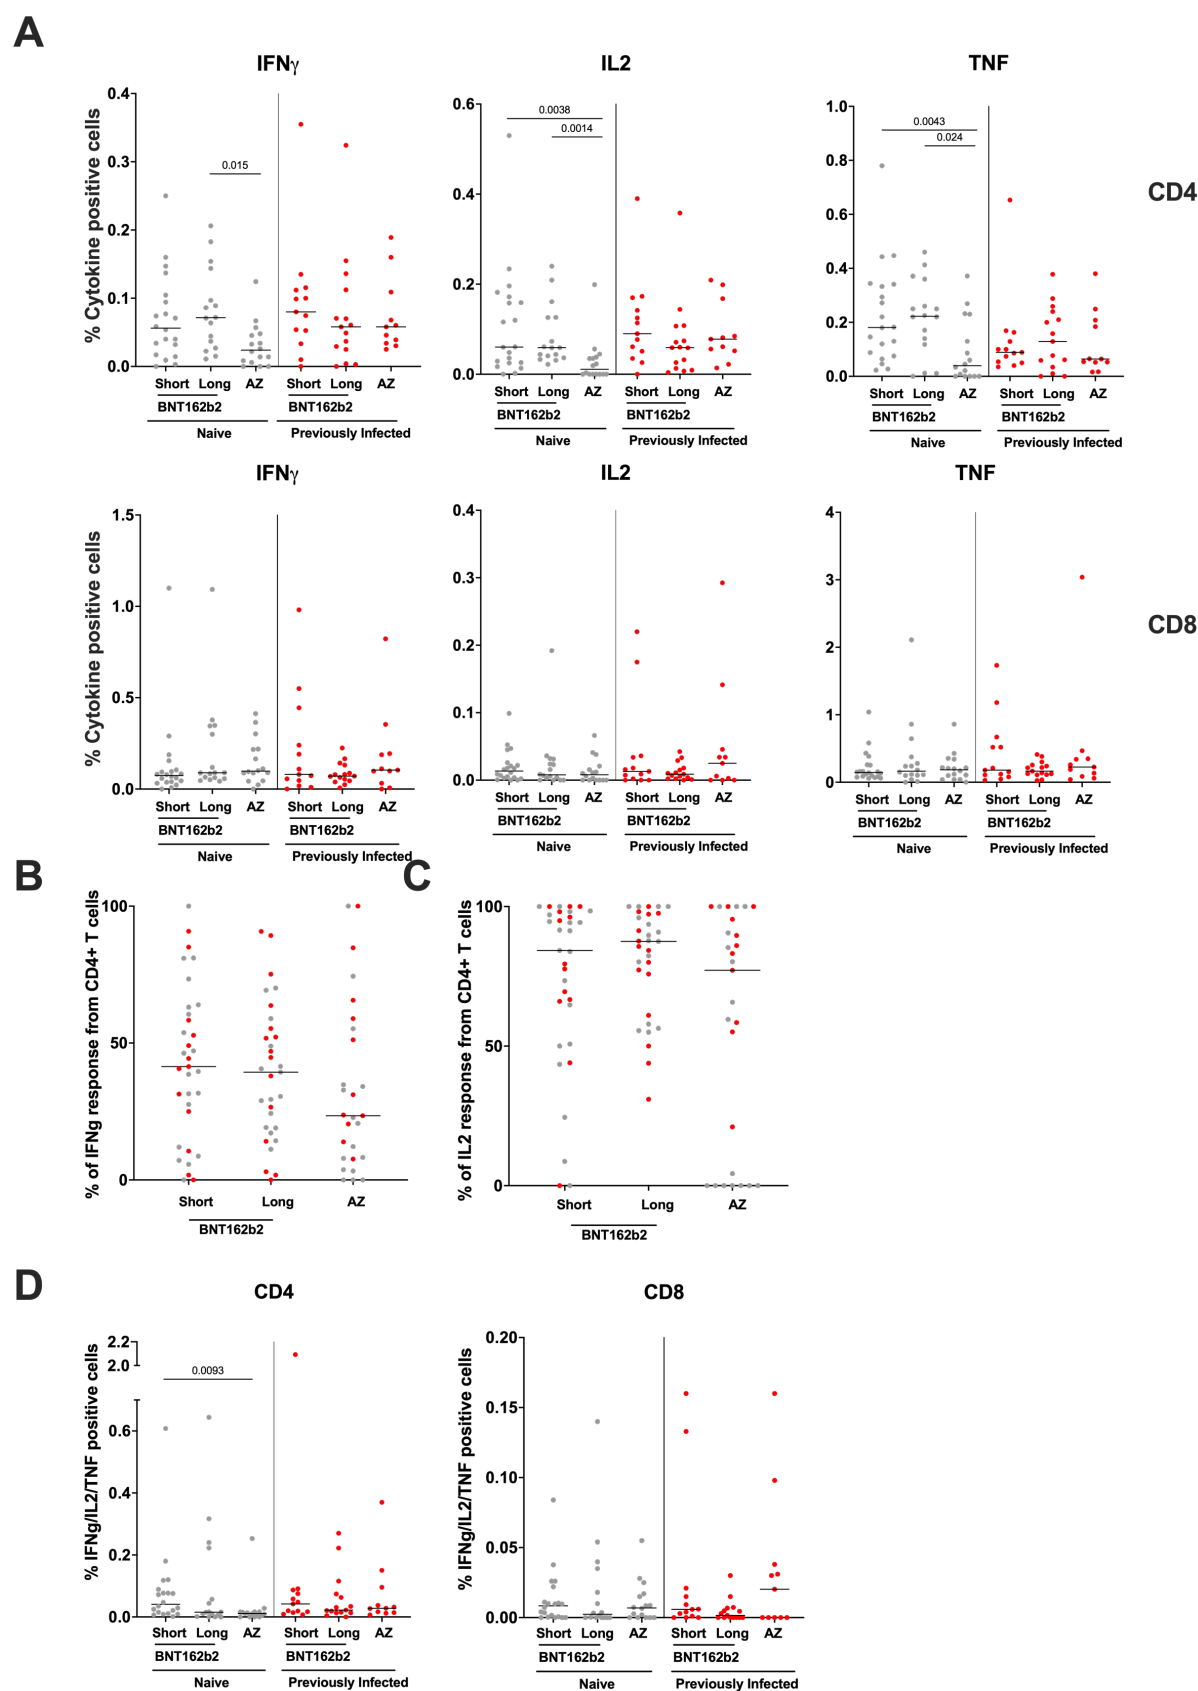 A
IFNγ
IL2
TNF
% Cytokine positive cells
0.4
0.3
0.2
0.1
0.0
0.015
Short Long AZ Short Long AZ
BNT162b2 BNT162b2
Naive Previously Infected
0.6
0.4
0.2
0.0
0.0038
0.0014
Short Long AZ Short Long AZ
BNT162b2 BNT162b2
Naive Previously Infected
1.0
0.8
0.6
0.4
0.2
0.0
0.0043
0.024
Short Long AZ Short Long AZ
BNT162b2 BNT162b2
Naive Previously Infected
CD4
IFNγ
IL2
TNF
% Cytokine positive cells
1.5
1.0
0.5
0.0
Short Long AZ Short Long AZ
BNT162b2 BNT162b2
Naive Previously Infected
0.4
0.3
0.2
0.1
0.0
Short Long AZ Short Long AZ
BNT162b2 BNT162b2
Naive Previously Infected
4
3
2
1
0
Short Long AZ Short Long AZ
BNT162b2 BNT162b2
Naive Previously Infected
CD8
B
% of IFNg response from CD4+ T cells
100
50
0
Short Long AZ
BNT162b2
C
% of IL2 response from CD4+ T cells
100
50
0
Short Long AZ
BNT162b2
D
CD4
% IFNg/IL2/TNF positive cells
2.2
2.0
0.6
0.4
0.2
0.0
0.0093
Short Long AZ Short Long AZ
BNT162b2 BNT162b2
Naive Previously Infected
CD8
% IFNg/IL2/TNF positive cells
0.20
0.15
0.10
0.05
0.00
Short Long AZ Short Long AZ
BNT162b2 BNT162b2
Naive Previously Infected